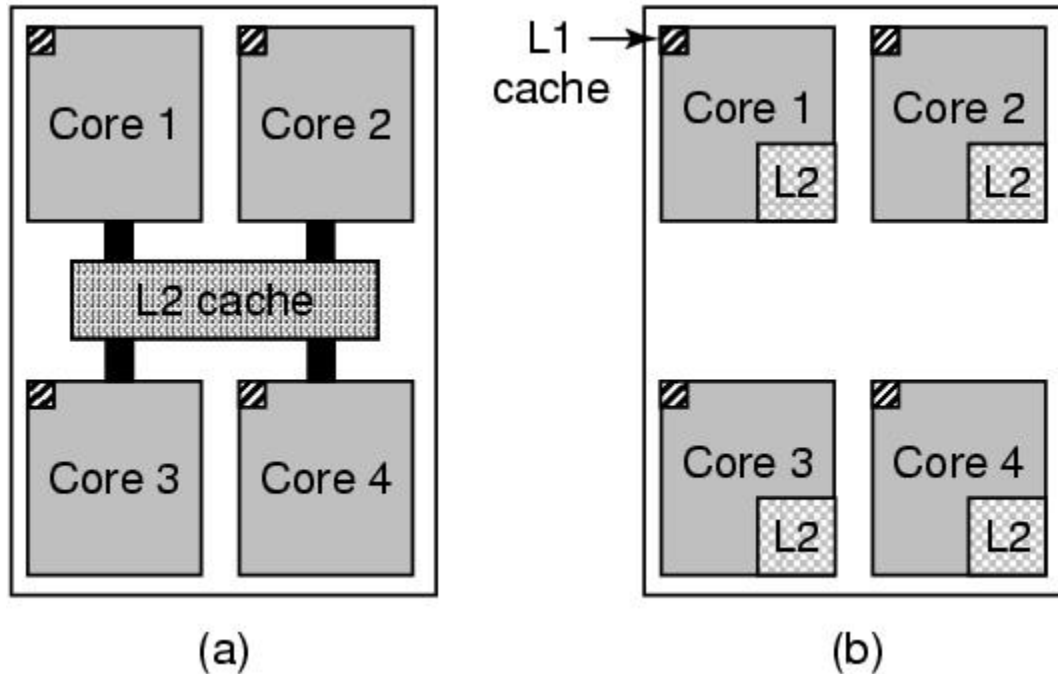 Core 1
Core 2
L2 cache
Core 3
Core 4
(a)
L1
cache
Core 1
L2
Core 2
L2
Core 3
L2
Core 4
L2
(b)